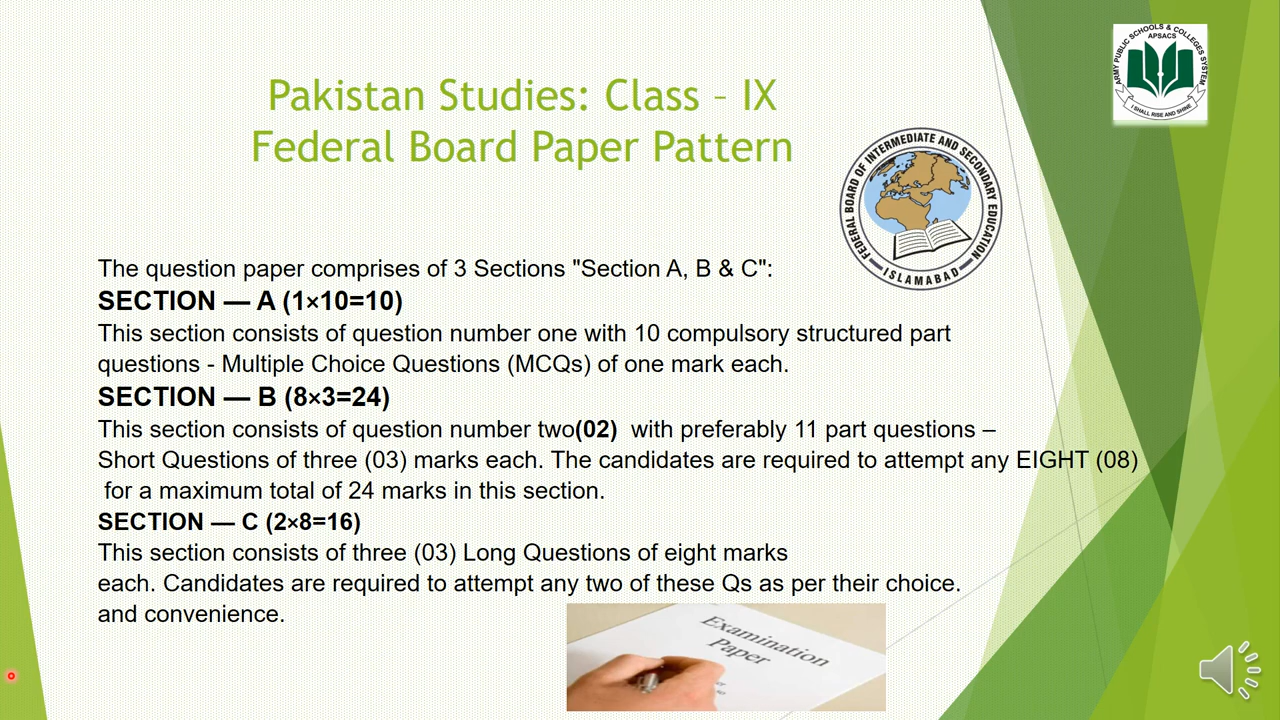 ARMY PUBLIC SCHOOLS & COLLEGES SYSTEM
APSACS
I SHALL RISE AND SHINE
Pakistan Studies: Class – IX
Federal Board Paper Pattern
FEDERAL BOARD OF INTERMEDIATE AND SECONDARY EDUCATION
ISLAMABAD
The question paper comprises of 3 Sections "Section A, B & C":
SECTION — A (1×10=10)
This section consists of question number one with 10 compulsory structured part
questions - Multiple Choice Questions (MCQs) of one mark each.
SECTION — B (8×3=24)
This section consists of question number two(02)  with preferably 11 part questions –
Short Questions of three (03) marks each. The candidates are required to attempt any EIGHT (08)
for a maximum total of 24 marks in this section.
SECTION — C (2×8=16)
This section consists of three (03) Long Questions of eight marks
each. Candidates are required to attempt any two of these Qs as per their choice.
and convenience.
Examination
Paper